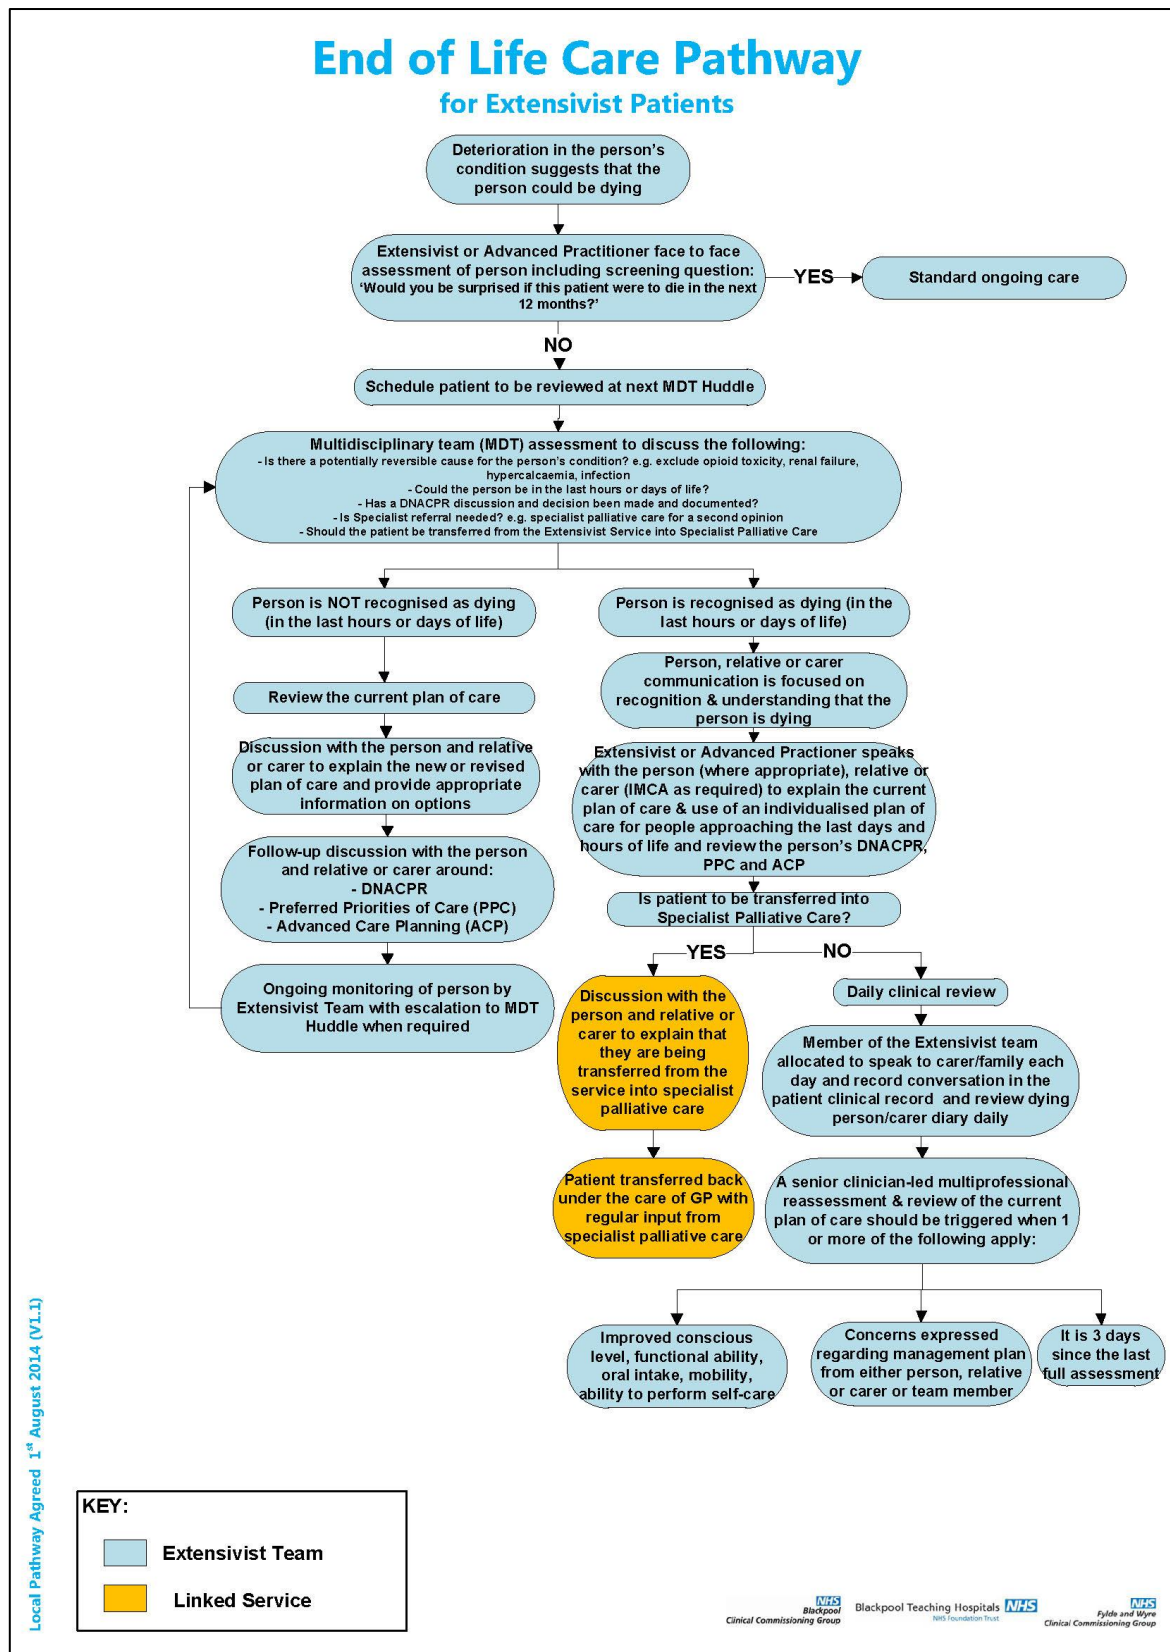 End of Life Care Pathway
for Extensivist Patients
Deterioration in the person's
condition suggests that the
person could be dying
Extensivist or Advanced Practitioner face to face
assessment of person including screening question:
'Would you be surprised if this patient were to die in the next
12 months?'
YES
Standard ongoing care
NO
Schedule patient to be reviewed at next MDT Huddle
Multidisciplinary team (MDT) assessment to discuss the following:
- Is there a potentially reversible cause for the person's condition? e.g. exclude opioid toxicity, renal failure,
hypercalcaemia, infection
- Could the person be in the last hours or days of life?
- Has a DNACPR discussion and decision been made and documented?
- Is Specialist referral needed? e.g. specialist palliative care for a second opinion
- Should the patient be transferred from the Extensivist Service into Specialist Palliative Care
Person is NOT recognised as dying
(in the last hours or days of life)
Review the current plan of care
Discussion with the person and relative
or carer to explain the new or revised
plan of care and provide appropriate
information on options
Follow-up discussion with the person
and relative or carer around:
- DNACPR
- Preferred Priorities of Care (PPC)
- Advanced Care Planning (ACP)
Ongoing monitoring of person by
Extensivist Team with escalation to MDT
Huddle when required
Person is recognised as dying (in the
last hours or days of life)
Person, relative or carer
communication is focused on
recognition & understanding that the
person is dying
Extensivist or Advanced Practioner speaks
with the person (where appropriate), relative or
carer (IMCA as required) to explain the current
plan of care & use of an individualised plan of
care for people approaching the last days and
hours of life and review the person's DNACPR,
PPC and ACP
Is patient to be transferred into
Specialist Palliative Care?
YES
NO
Discussion with the
person and relative or
carer to explain that
they are being
transferred from the
service into specialist
palliative care
Patient transferred back
under the care of GP with
regular input from
specialist palliative care
Daily clinical review
Member of the Extensivist team
allocated to speak to carer/family each
day and record conversation in the
patient clinical record and review dying
person/carer diary daily
A senior clinician-led multiprofessional
reassessment & review of the current
plan of care should be triggered when 1
or more of the following apply:
Improved conscious
level, functional ability,
oral intake, mobility,
ability to perform self-care
Concerns expressed
regarding management plan
from either person, relative
or carer or team member
It is 3 days
since the last
full assessment
Local Pathway Agreed 1st August 2014 (V1.1)
KEY:
Extensivist Team
Linked Service
NHS
Blackpool
Clinical Commissioning Group
Blackpool Teaching Hospitals NHS
NHS Foundation Trust
NHS
Fylde and Wyre
Clinical Commissioning Group